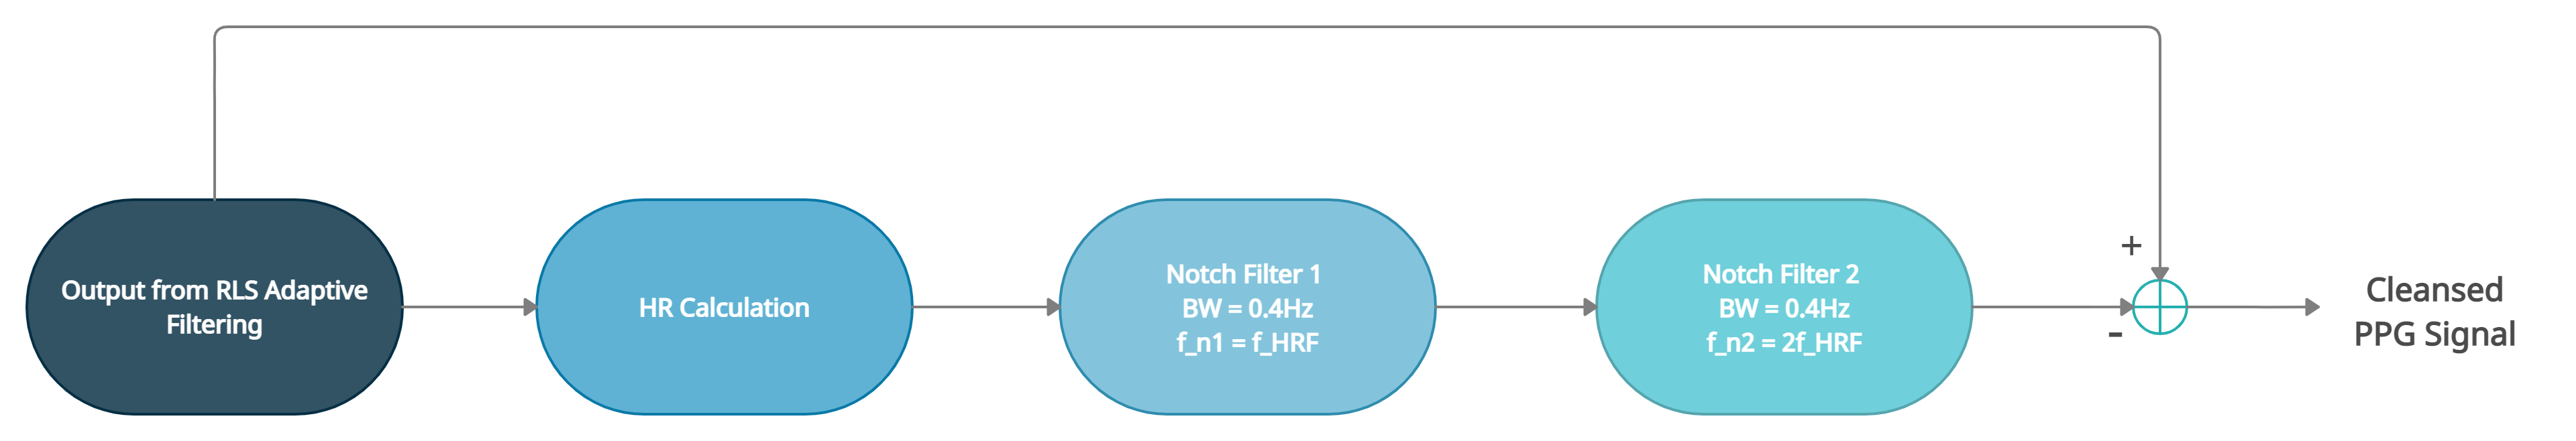 Output from RLS Adaptive
Filtering
HR Calculation
Notch Filter 1
BW = 0.4Hz
f_n1 = f_HRF
Notch Filter 2
BW = 0.4Hz
f_n2 = 2f_HRF
+
-
Cleansed
PPG Signal